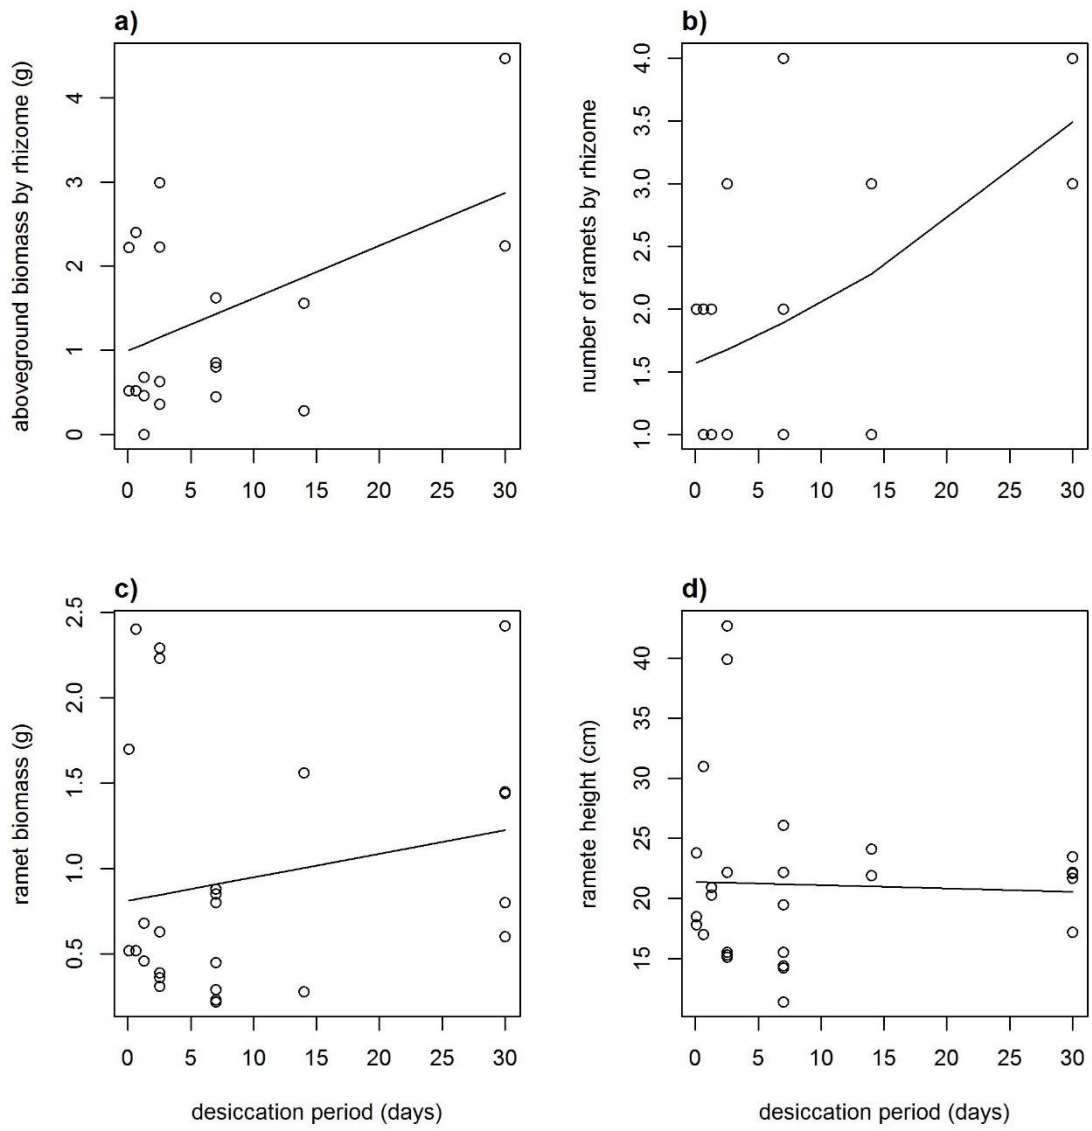 a)
aboveground biomass by rhizome (g)
0 1 2 3 4
0 5 10 15 20 25 30
b)
number of ramets by rhizome
1.0 1.5 2.0 2.5 3.0 3.5 4.0
0 5 10 15 20 25 30
c)
ramet biomass (g)
0.5 1.0 1.5 2.0 2.5
0 5 10 15 20 25 30
desiccation period (days)
d)
ramete height (cm)
15 20 25 30 35 40
0 5 10 15 20 25 30
desiccation period (days)